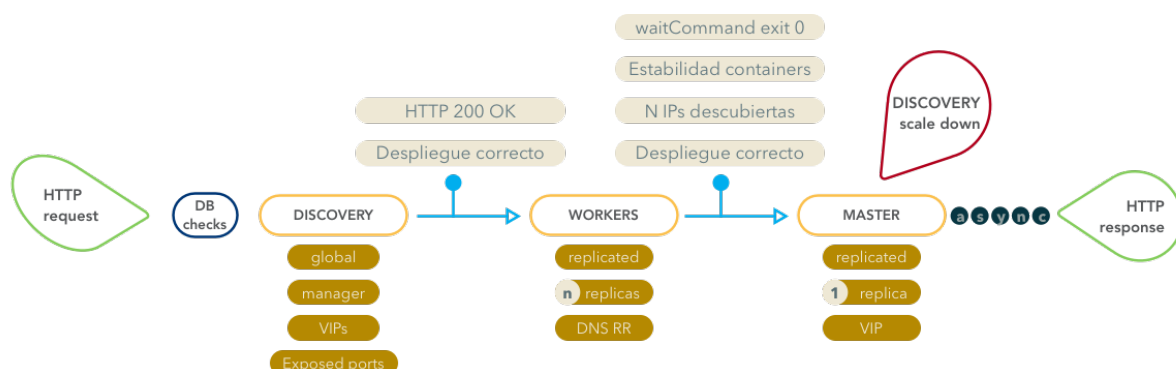 waitCommand exit 0
Estabilidad containers
HTTP 200 OK
N IPs descubiertas
DISCOVERY
scale down
Despliegue correcto
Despliegue correcto
HTTP
request
DB
checks
DISCOVERY
WORKERS
MASTER
async
HTTP
response
global
replicated
replicated
manager
n replicas
1 replica
VIPs
DNS RR
VIP
Exposed ports